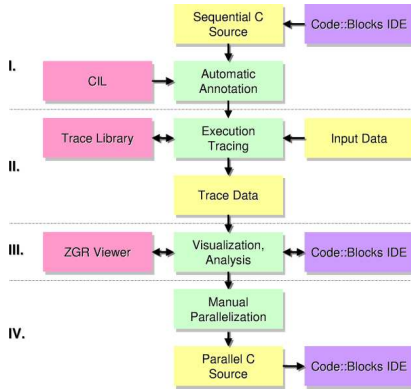 Sequential C
Source
Code::Blocks IDE
I.
CIL
Automatic
Annotation
Trace Library
Execution
Tracing
Input Data
II.
Trace Data
III.
ZGR Viewer
Visualization,
Analysis
Code::Blocks IDE
Manual
Parallelization
IV.
Parallel C
Source
Code::Blocks IDE